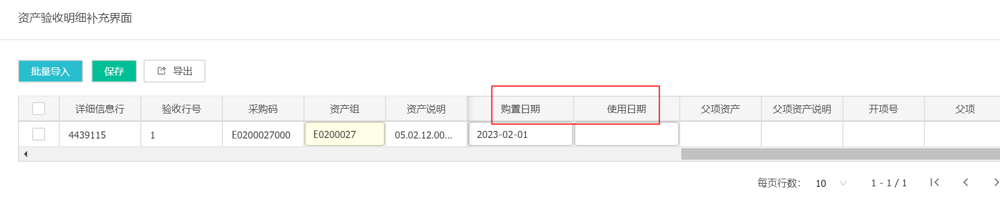 资产验收明细补充界面
批量导入 保存 导出
详细信息行 验收行号 采购码 资产组 资产说明 购置日期 使用日期 父项资产 父项资产说明 开项号 父项
4439115 1 E0200027000 E0200027 05.02.12.00... 2023-02-01
每页行数: 10 1 - 1 / 1